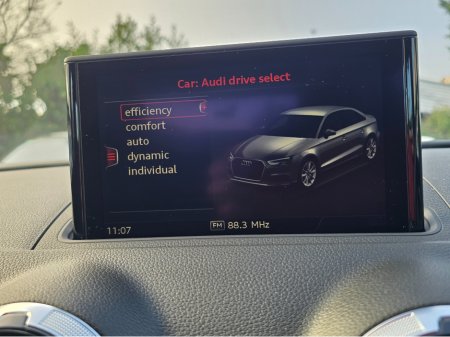 Car: Audi drive select
efficiency
comfort
auto
dynamic
individual
11:07
FM 88.3 MHz